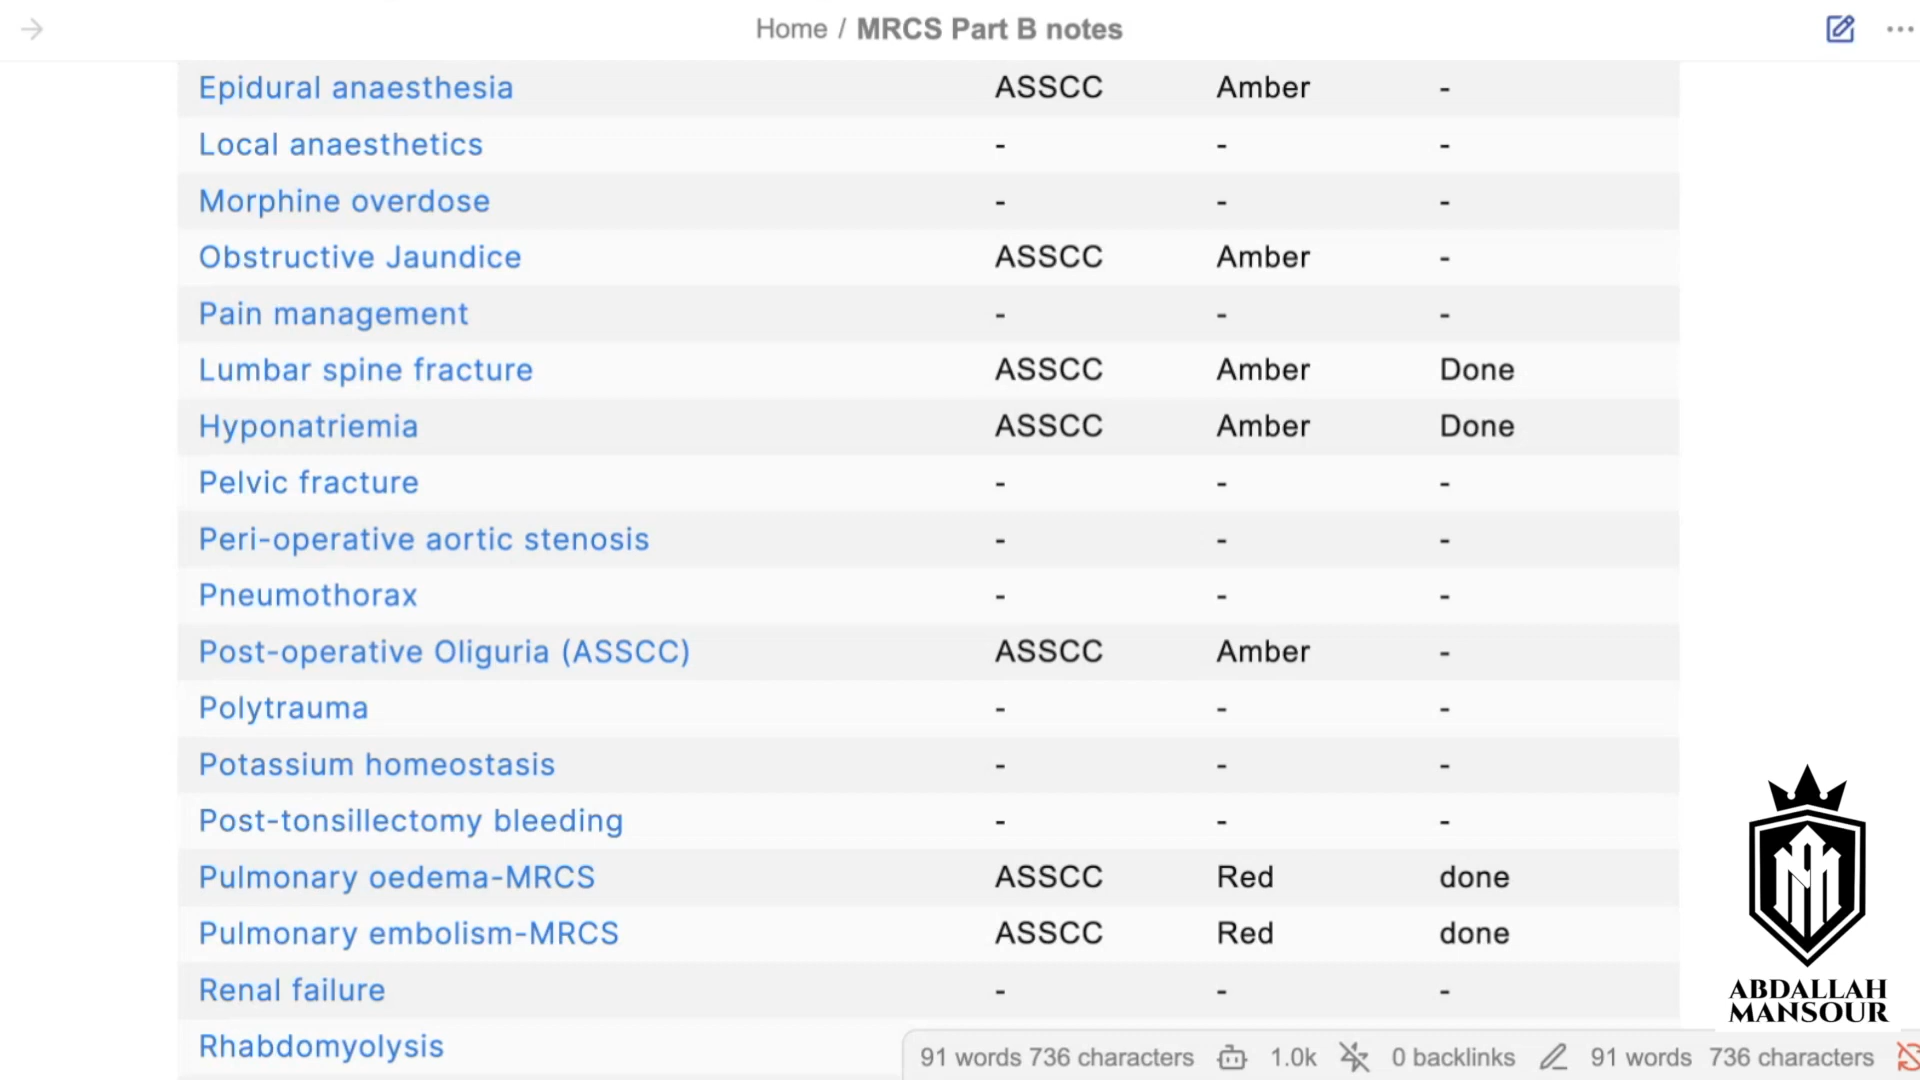 Home / MRCS Part B notes
Epidural anaesthesia ASSCC Amber -
Local anaesthetics - - -
Morphine overdose - - -
Obstructive Jaundice ASSCC Amber -
Pain management - - -
Lumbar spine fracture ASSCC Amber Done
Hyponatriemia ASSCC Amber Done
Pelvic fracture - - -
Peri-operative aortic stenosis - - -
Pneumothorax - - -
Post-operative Oliguria (ASSCC) ASSCC Amber -
Polytrauma - - -
Potassium homeostasis - - -
Post-tonsillectomy bleeding - - -
Pulmonary oedema-MRCS ASSCC Red done
Pulmonary embolism-MRCS ASSCC Red done
Renal failure - - -
Rhabdomyolysis
91 words 736 characters 1.0k 0 backlinks 91 words 736 characters
ABDALLAH
MANSOUR